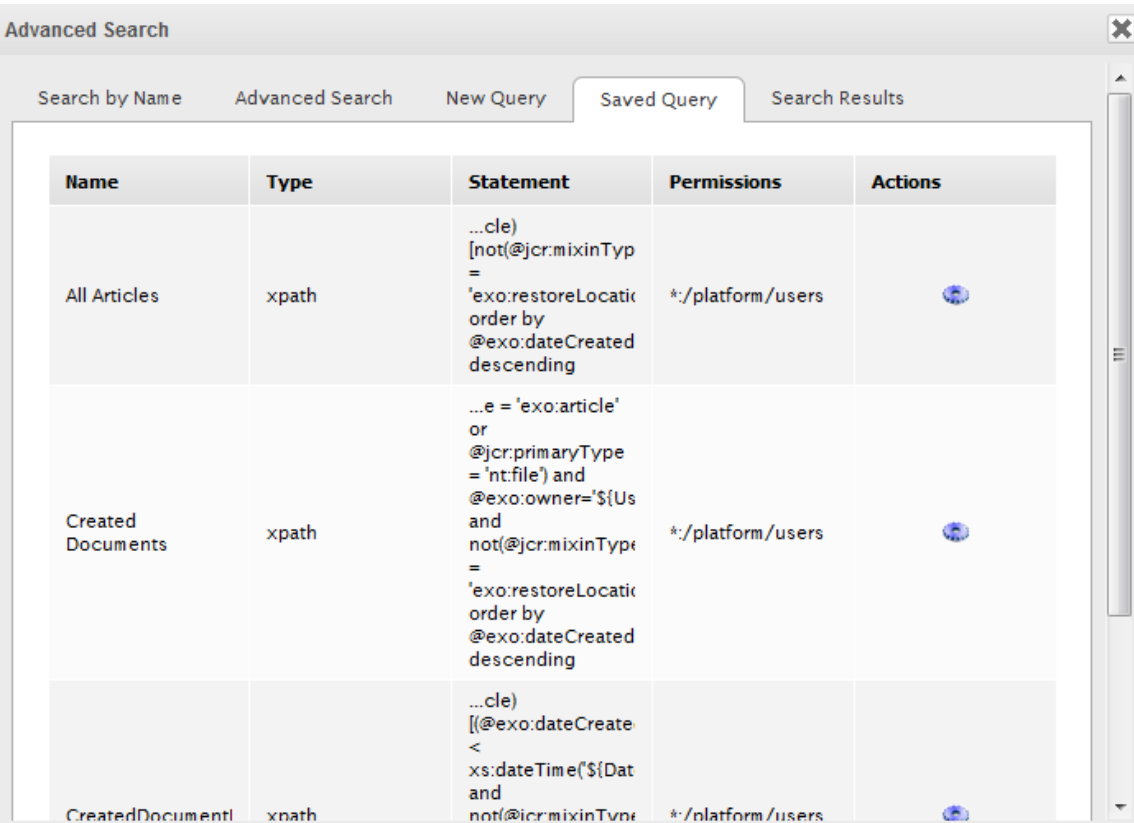 Advanced Search
Search by Name Advanced Search New Query Saved Query Search Results
Name Type Statement Permissions Actions
All Articles xpath *:/platform/users
...cle)
[not(@jcr:mixinTyp
=
'exo:restoreLocatio
order by
@exo:dateCreated
descending
Created
Documents
xpath
...e = 'exo:article'
or
@jcr:primaryType
= 'nt:file') and
@exo:owner='${Us
and
not(@jcr:mixinType
=
'exo:restoreLocatio
order by
@exo:dateCreated
descending
*:/platform/users
CreatedDocument xpath
...cle)
[(@exo:dateCreate
<
xs:dateTime('${Dat
and
not(@jcr:mixinType
*:/platform/users